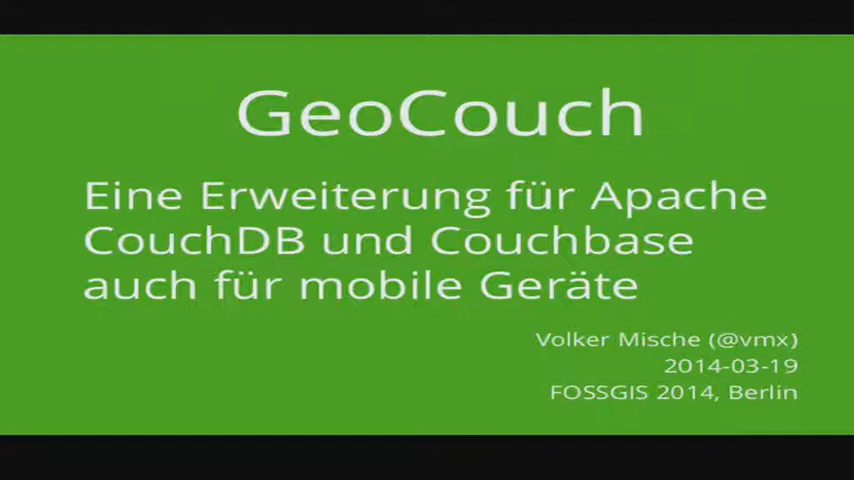 GeoCouch
Eine Erweiterung für Apache
CouchDB und Couchbase
auch für mobile Geräte
Volker Mische (@vmx)
2014-03-19
FOSSGIS 2014, Berlin